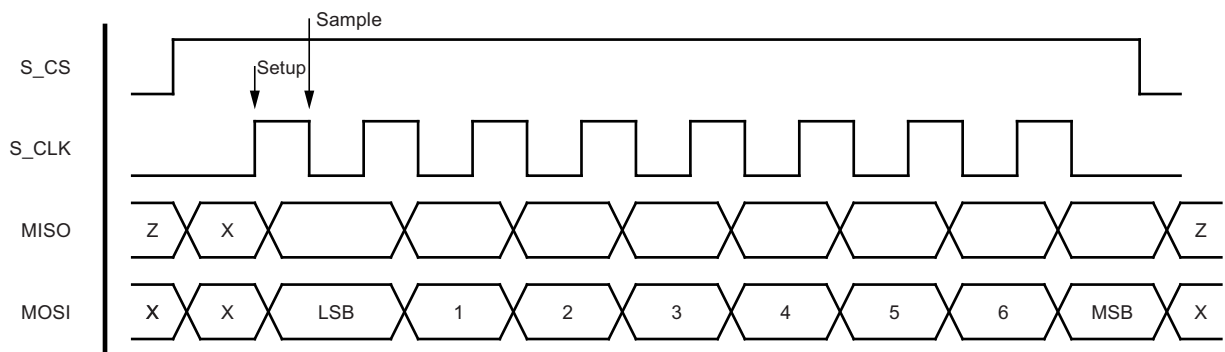 Sample
S_CS
Setup
S_CLK
MISO Z X Z
MOSI X X LSB 1 2 3 4 5 6 MSB X